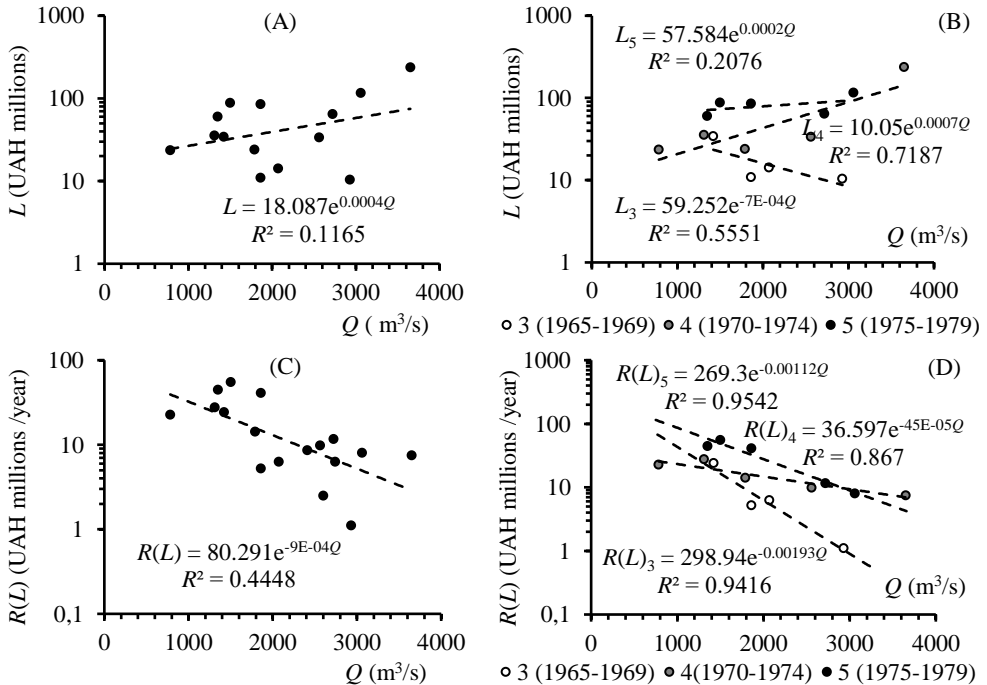 (A)
L (UAH millions)
1000
100
10
1
L = 18.087e^0.0004Q
R² = 0.1165
0 1000 2000 3000 4000
Q ( m³/s)
(B)
L (UAH millions)
1000
100
10
1
L₅ = 57.584e^0.0002Q
R² = 0.2076
L₄ = 10.05e^0.0007Q
R² = 0.7187
L₃ = 59.252e^-7E-04Q
R² = 0.5551
Q (m³/s)
0 1000 2000 3000 4000
3 (1965-1969) 4 (1970-1974) 5 (1975-1979)
(C)
R(L) (UAH millions /year)
100
10
1
0,1
R(L) = 80.291e^-9E-04Q
R² = 0.4448
0 1000 2000 3000 4000
Q (m³/s)
(D)
R(L) (UAH millions /year)
1000
100
10
1
0,1
R(L)₅ = 269.3e^-0.00112Q
R² = 0.9542
R(L)₄ = 36.597e^-45E-05Q
R² = 0.867
R(L)₃ = 298.94e^-0.00193Q
R² = 0.9416
Q (m³/s)
0 1000 2000 3000 4000
3 (1965-1969) 4(1970-1974) 5 (1975-1979)